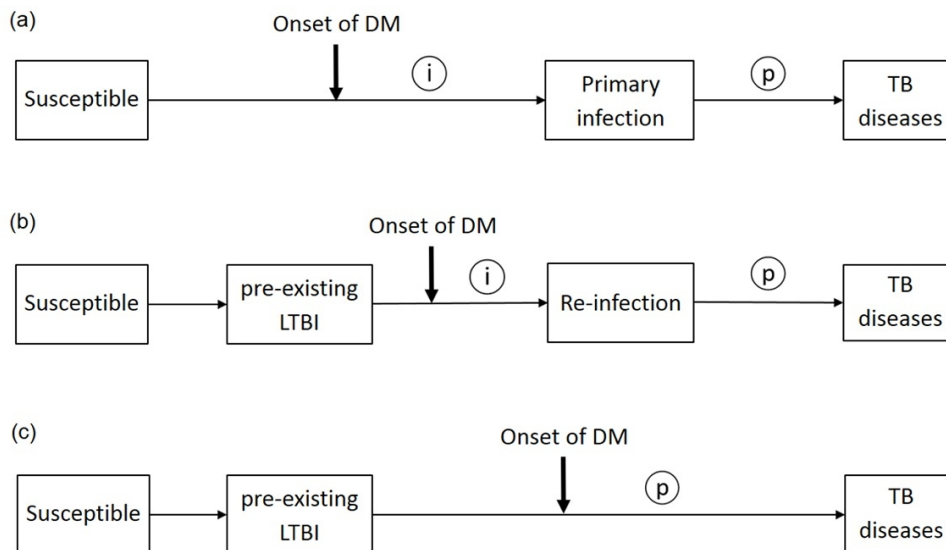 (a)
Onset of DM
Susceptible
i
Primary
infection
p
TB
diseases
(b)
Onset of DM
Susceptible
pre-existing
LTBI
i
Re-infection
p
TB
diseases
(c)
Onset of DM
Susceptible
pre-existing
LTBI
p
TB
diseases